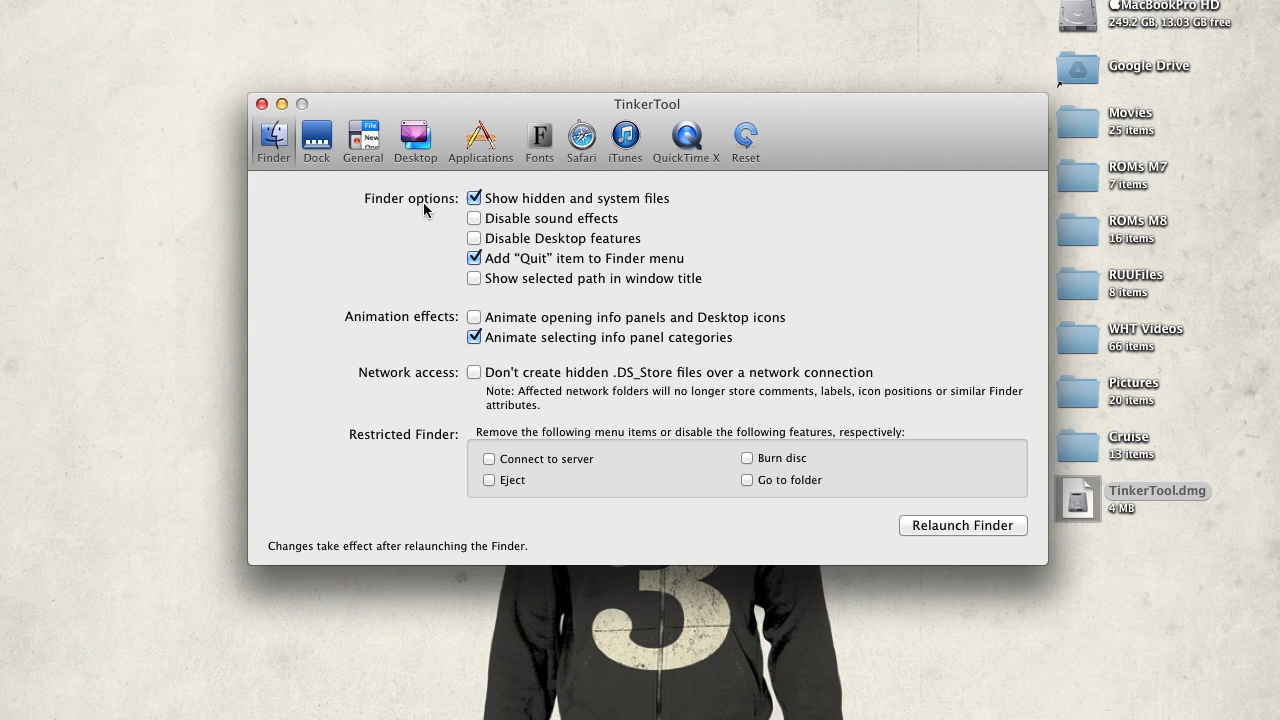 MacBookPro HD
249.2 GB, 13.03 GB free
Google Drive
Movies
25 items
ROMs M7
7 items
ROMs M8
16 items
RUUFiles
8 items
WHT Videos
66 items
Pictures
20 items
Cruise
13 items
TinkerTool.dmg
4 MB
TinkerTool
Finder
Dock
File
New
Ope
General
Desktop
Applications
F
Fonts
Safari
iTunes
QuickTime X
Reset
Finder options:
Show hidden and system files
Disable sound effects
Disable Desktop features
Add “Quit” item to Finder menu
Show selected path in window title
Animation effects:
Animate opening info panels and Desktop icons
Animate selecting info panel categories
Network access:
Don't create hidden .DS_Store files over a network connection
Note: Affected network folders will no longer store comments, labels, icon positions or similar Finder
attributes.
Restricted Finder:
Remove the following menu items or disable the following features, respectively:
Connect to server
Burn disc
Eject
Go to folder
Relaunch Finder
Changes take effect after relaunching the Finder.
3